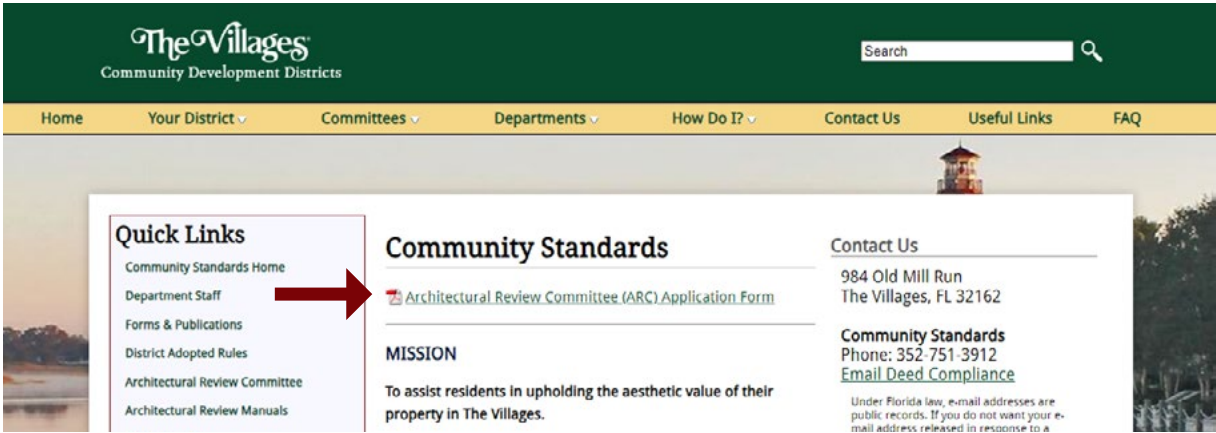 The Villages
Community Development Districts
Search
Home Your District Committees Departments How Do I? Contact Us Useful Links FAQ
Quick Links
Community Standards Home
Department Staff
Forms & Publications
District Adopted Rules
Architectural Review Committee
Architectural Review Manuals
Community Standards
Architectural Review Committee (ARC) Application Form
MISSION
To assist residents in upholding the aesthetic value of their
property in The Villages.
Contact Us
984 Old Mill Run
The Villages, FL 32162
Community Standards
Phone: 352-751-3912
Email Deed Compliance
Under Florida law, e-mail addresses are
public records. If you do not want your e-
mail address released in response to a